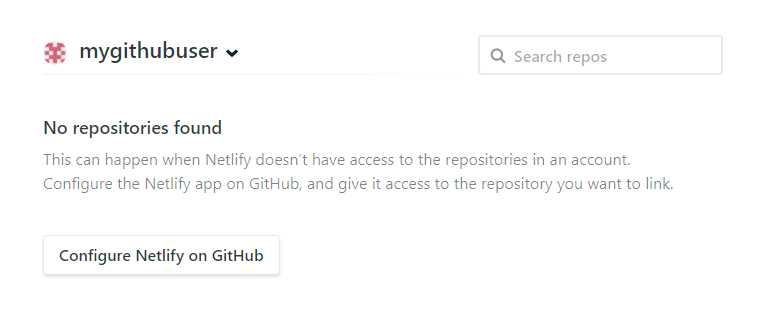 mygithubuser
Search repos
No repositories found
This can happen when Netlify doesn’t have access to the repositories in an account.
Configure the Netlify app on GitHub, and give it access to the repository you want to link.
Configure Netlify on GitHub